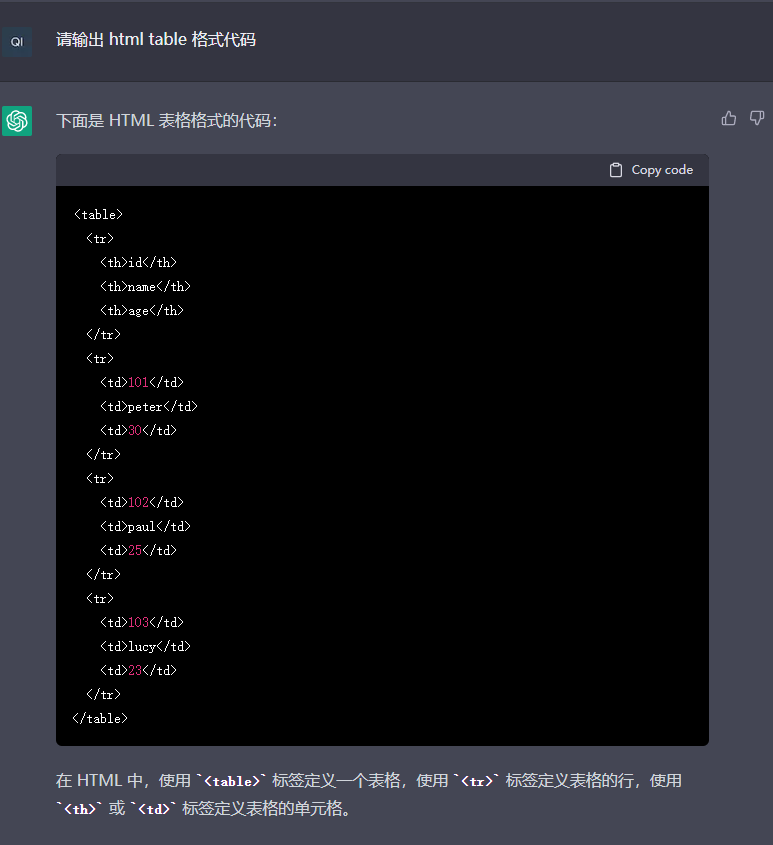 QI
请输出 html table 格式代码
下面是 HTML 表格格式的代码：
Copy code
<table>
  <tr>
    <th>id</th>
    <th>name</th>
    <th>age</th>
  </tr>
  <tr>
    <td>101</td>
    <td>peter</td>
    <td>30</td>
  </tr>
  <tr>
    <td>102</td>
    <td>paul</td>
    <td>25</td>
  </tr>
  <tr>
    <td>103</td>
    <td>lucy</td>
    <td>23</td>
  </tr>
</table>
在 HTML 中，使用 `<table>` 标签定义一个表格，使用 `<tr>` 标签定义表格的行，使用
`<th>` 或 `<td>` 标签定义表格的单元格。